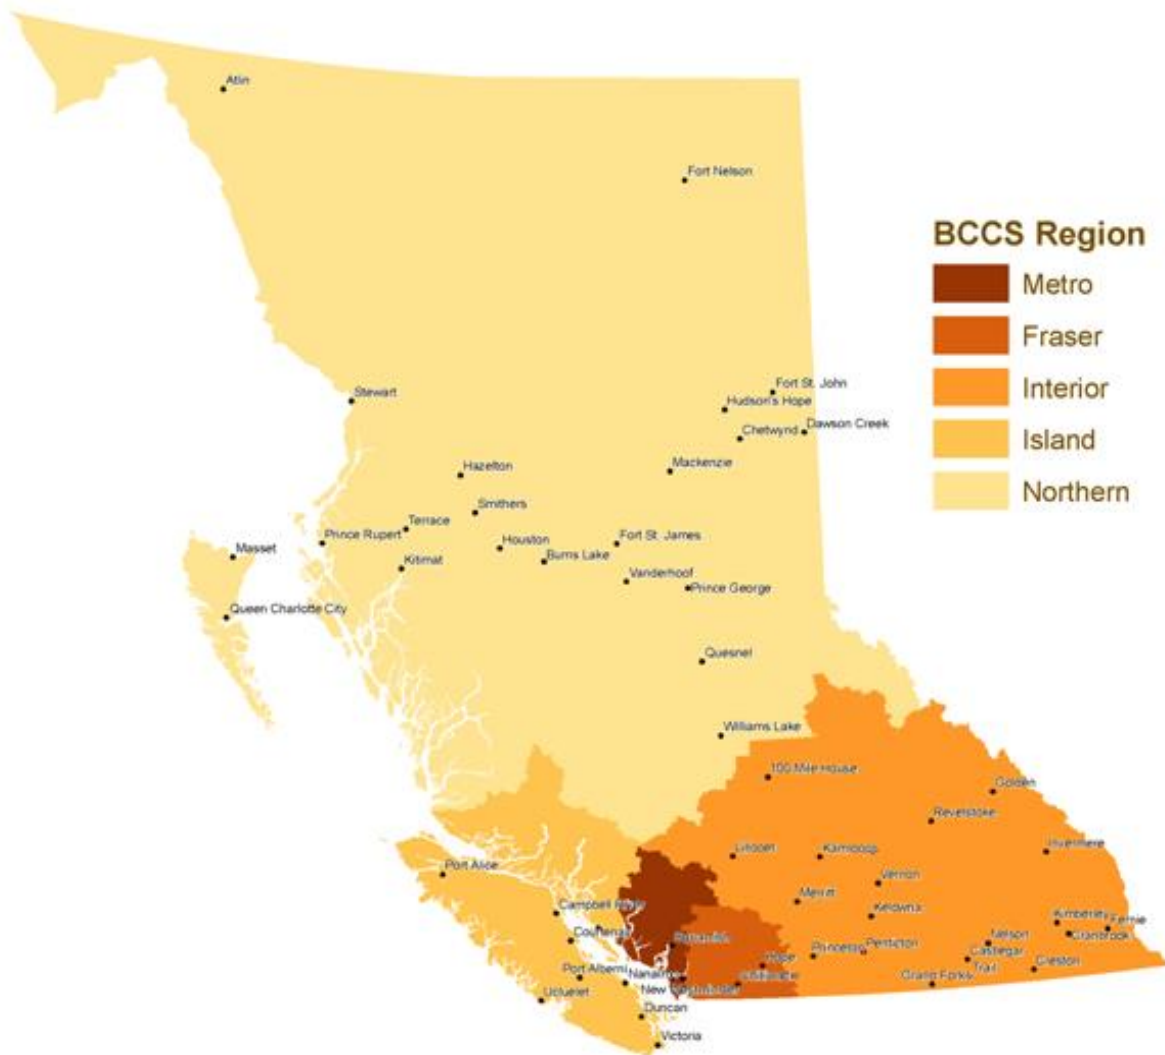 Atlin
Fort Nelson
BCCS Region
Metro
Fraser
Interior
Island
Northern
Fort St. John
Hudson's Hope
Stewart
Dawson Creek
Chetwynd
Mackenzie
Hazelton
Smithers
Terrace
Prince Rupert
Houston
Fort St. James
Masset
Burns Lake
Kitimat
Vanderhoof
Prince George
Queen Charlotte City
Quesnel
Williams Lake
100 Mile House
Golden
Revelstoke
Lillooet
Kamloops
Invermere
Port Alice
Vernon
Merritt
Campbell River
Kelowna
Kimberley
Fernie
Cranbrook
Courtenay
Squamish
Princeton
Penticton
Nelson
Castlegar
Hope
Trail
Creston
Port Alberni
Nanaimo
Chilliwack
Grand Forks
New Westminster
Ucluelet
Duncan
Victoria